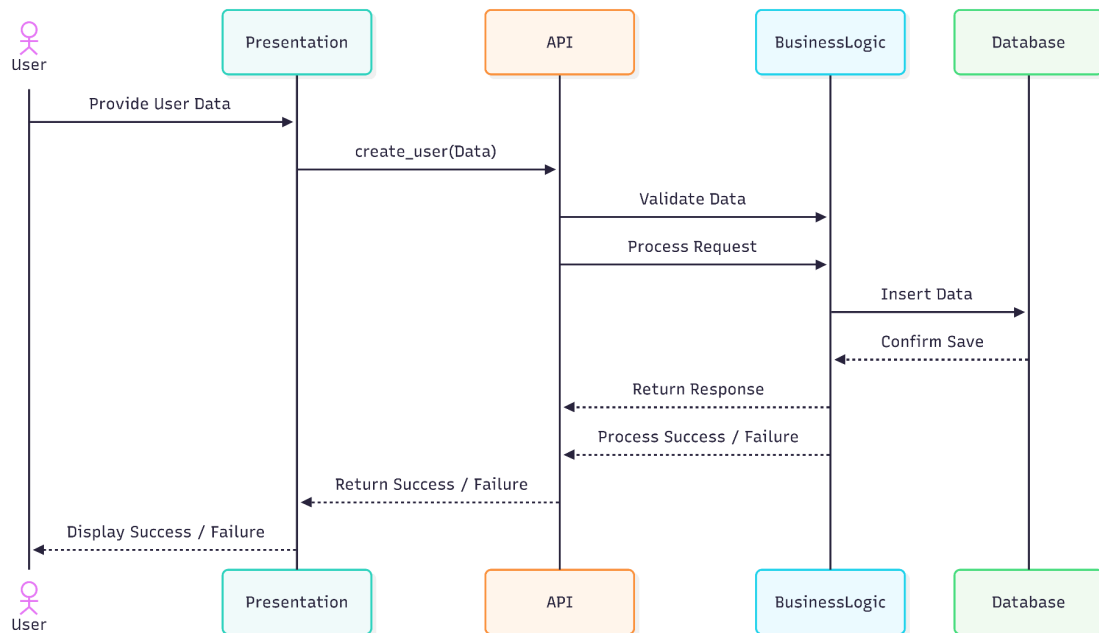 User
Presentation
API
BusinessLogic
Database
Provide User Data
create_user(Data)
Validate Data
Process Request
Insert Data
Confirm Save
Return Response
Process Success / Failure
Return Success / Failure
Display Success / Failure
User
Presentation
API
BusinessLogic
Database